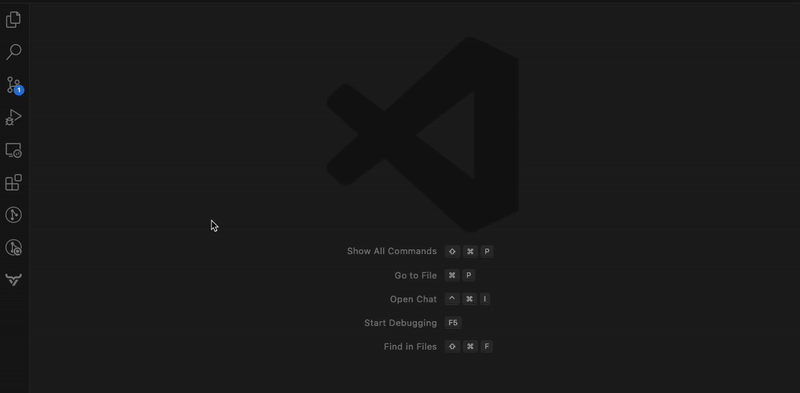 1
Show All Commands ⇧ ⌘ P
Go to File ⌘ P
Open Chat ^ ⌘ I
Start Debugging F5
Find in Files ⇧ ⌘ F